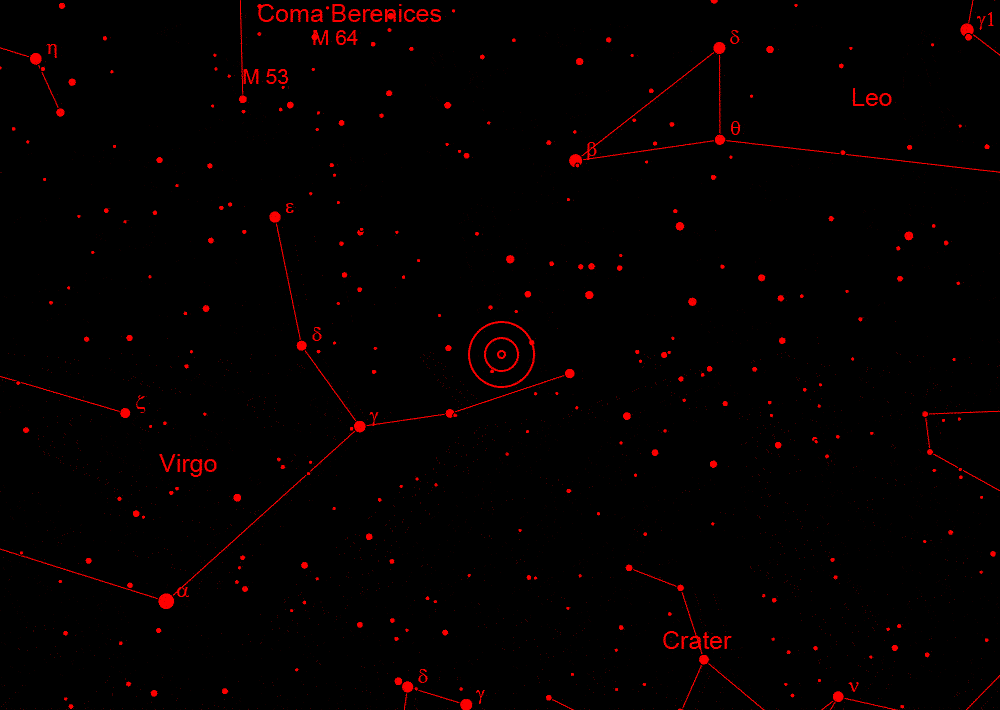 Coma Berenices
γ1
η
M 64
δ
M 53
Leo
θ
β
ε
δ
ζ
γ
Virgo
α
Crater
δ
γ
ν